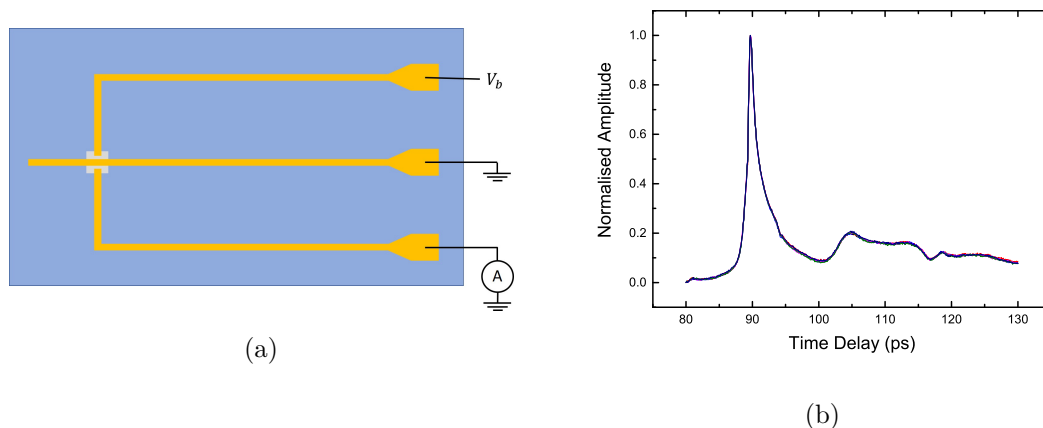 V_b
A
(a)
Normalised Amplitude
1.0
0.8
0.6
0.4
0.2
0.0
80 90 100 110 120 130
Time Delay (ps)
(b)